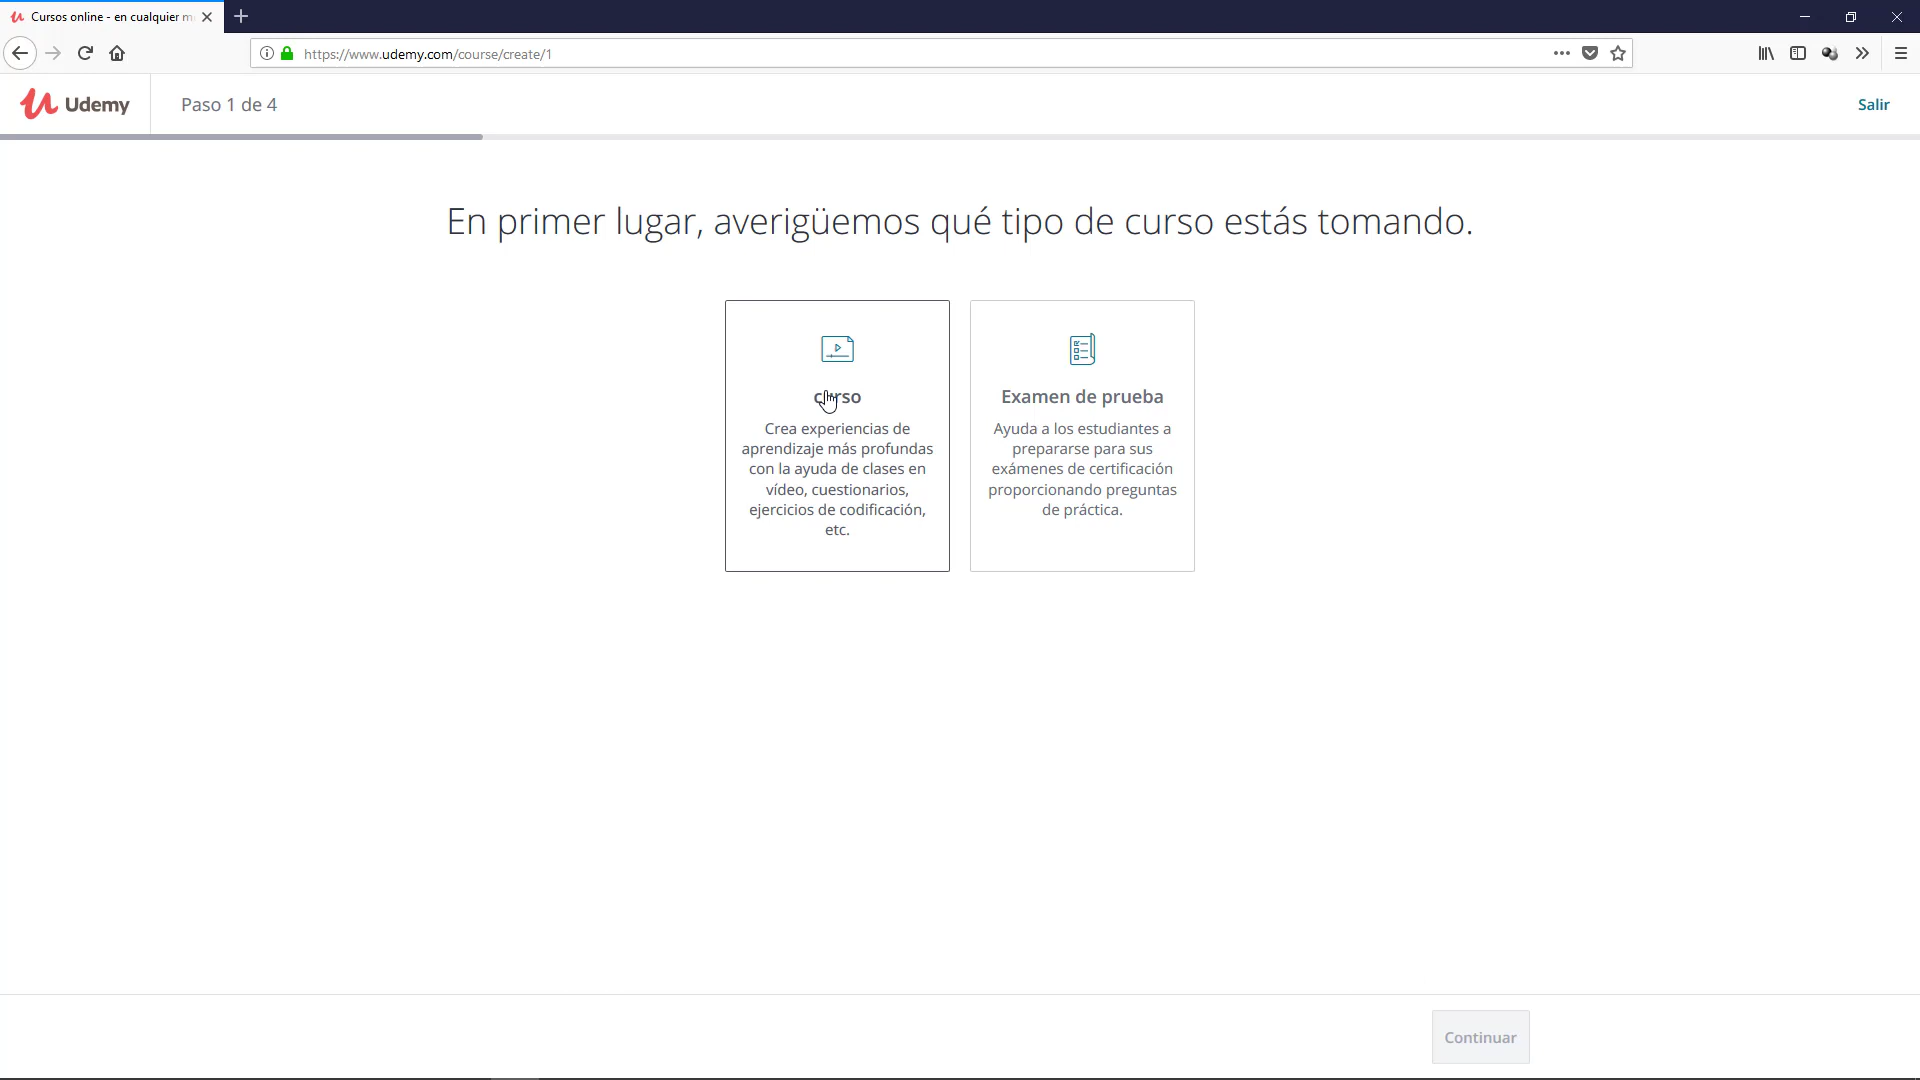 Cursos online - en cualquier m
https://www.udemy.com/course/create/1
Udemy
Paso 1 de 4
Salir
En primer lugar, averigüemos qué tipo de curso estás tomando.
curso
Crea experiencias de
aprendizaje más profundas
con la ayuda de clases en
vídeo, cuestionarios,
ejercicios de codificación,
etc.
Examen de prueba
Ayuda a los estudiantes a
prepararse para sus
exámenes de certificación
proporcionando preguntas
de práctica.
Continuar